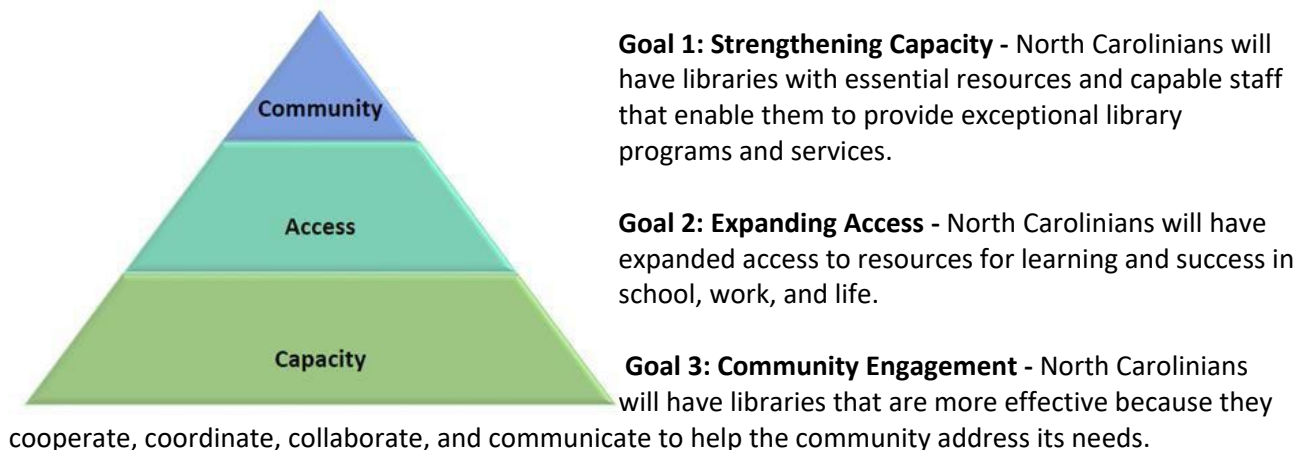 Community
Access
Capacity
Goal 1: Strengthening Capacity - North Carolinians will
have libraries with essential resources and capable staff
that enable them to provide exceptional library
programs and services.
Goal 2: Expanding Access - North Carolinians will have
expanded access to resources for learning and success in
school, work, and life.
Goal 3: Community Engagement - North Carolinians
will have libraries that are more effective because they
cooperate, coordinate, collaborate, and communicate to help the community address its needs.